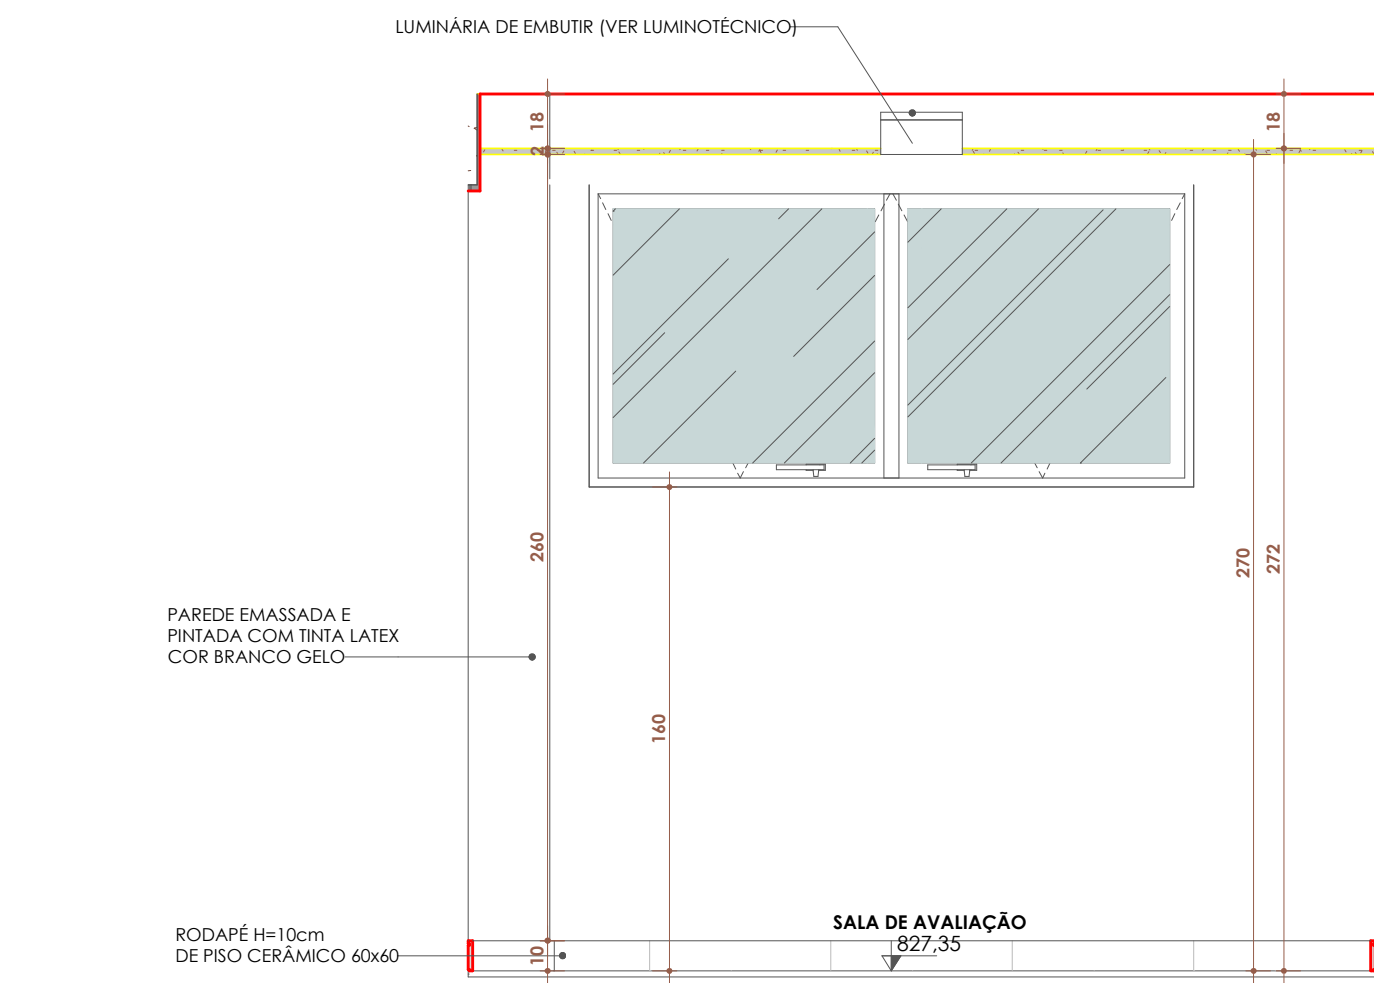 LUMINÁRIA DE EMBUTIR (VER LUMINOTÉCNICO)
18
18
2
260
270
272
PAREDE EMASSADA E
PINTADA COM TINTA LATEX
COR BRANCO GELO
160
SALA DE AVALIAÇÃO
827,35
RODAPÉ H=10cm
DE PISO CERÂMICO 60x60
10